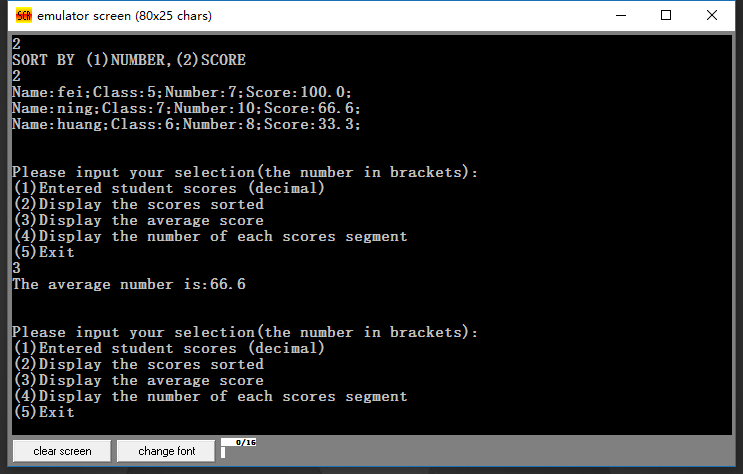 emulator screen (80x25 chars)
2
SORT BY (1)NUMBER,(2)SCORE
2
Name:fei;Class:5;Number:7;Score:100.0;
Name:ning;Class:7;Number:10;Score:66.6;
Name:huang;Class:6;Number:8;Score:33.3;
Please input your selection(the number in brackets):
(1)Entered student scores (decimal)
(2)Display the scores sorted
(3)Display the average score
(4)Display the number of each scores segment
(5)Exit
3
The average number is:66.6
Please input your selection(the number in brackets):
(1)Entered student scores (decimal)
(2)Display the scores sorted
(3)Display the average score
(4)Display the number of each scores segment
(5)Exit
clear screen change font 0/16